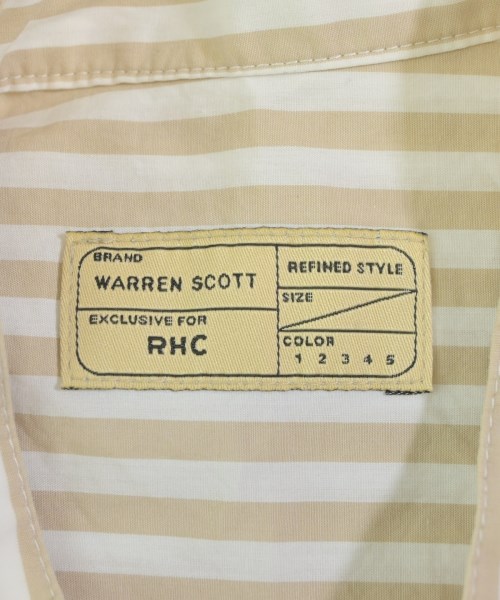 BRAND
WARREN SCOTT
EXCLUSIVE FOR
RHC
REFINED STYLE
SIZE
COLOR
1 2 3 4 5